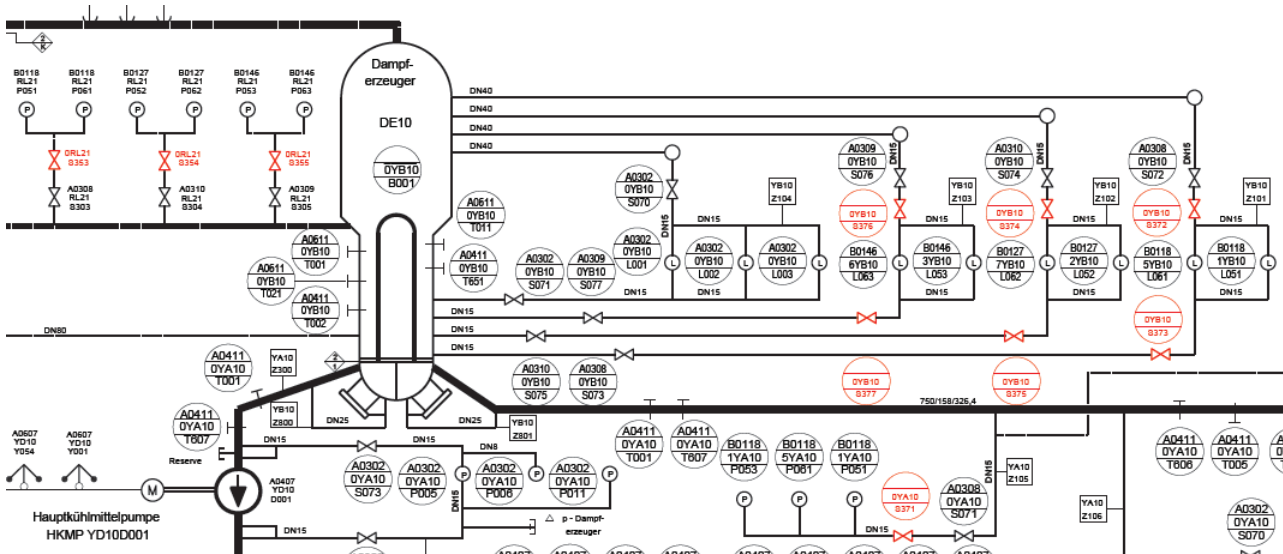 2
K
B0118
RL21
P051
B0118
RL21
P061
B0127
RL21
P052
B0127
RL21
P062
B0146
RL21
P053
B0146
RL21
P063
P
P
P
P
P
P
0RL21
S353
0RL21
S354
0RL21
S355
A0308
RL21
S303
A0310
RL21
S304
A0309
RL21
S305
Dampf-
erzeuger
DE10
0YB10
B001
DN40
DN40
DN40
DN40
DN15
DN15
DN15
DN15
A0302
0YB10
S070
A0309
0YB10
S076
A0310
0YB10
S074
A0308
0YB10
S072
YB10
Z104
YB10
Z103
YB10
Z102
YB10
Z101
0YB10
S376
0YB10
S374
0YB10
S372
DN15
DN15
DN15
DN15
A0611
0YB10
T011
A0611
0YB10
T001
A0611
0YB10
T021
A0411
0YB10
T002
A0411
0YB10
T651
A0302
0YB10
S071
A0309
0YB10
S077
A0302
0YB10
L001
A0302
0YB10
L002
A0302
0YB10
L003
B0146
6YB10
L063
B0146
3YB10
L053
B0127
7YB10
L062
B0127
2YB10
L052
B0118
5YB10
L061
B0118
1YB10
L051
L
L
L
L
L
L
L
L
L
DN15
DN15
DN15
DN15
DN15
DN15
DN15
0YB10
S373
DN80
2
1
A0411
0YA10
T001
YA10
Z300
A0310
0YB10
S075
A0308
0YB10
S073
0YB10
S377
0YB10
S375
750/158/326,4
YB10
Z800
DN25
DN25
YB10
Z801
A0411
0YA10
T607
A0607
YD10
Y054
A0607
YD10
Y001
Reserve
DN15
DN15
DN8
A0302
0YA10
S073
A0302
0YA10
P005
A0302
0YA10
P006
A0302
0YA10
P011
P
P
P
DN15
A0411
0YA10
T001
A0411
0YA10
T607
B0118
1YA10
P053
B0118
5YA10
P061
B0118
1YA10
P051
P
P
P
0YA10
S371
A0308
0YA10
S071
DN15
DN15
YA10
Z105
YA10
Z106
A0411
0YA10
T606
A0411
0YA10
T005
A0302
0YA10
S070
M
A0407
YD10
D001
Hauptkühlmittelpumpe
HKMP YD10D001
DN15
△ p - Dampf-
erzeuger